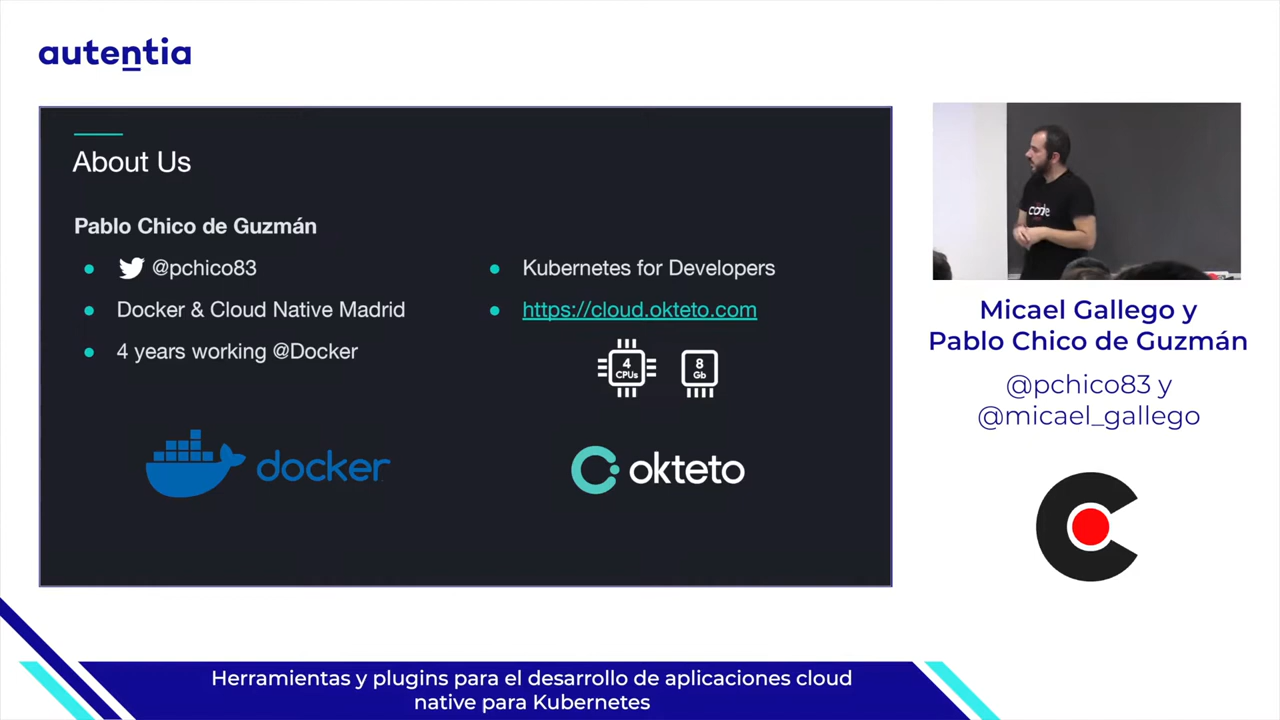 autentia
About Us
Pablo Chico de Guzmán
@pchico83
Docker & Cloud Native Madrid
4 years working @Docker
docker
Kubernetes for Developers
https://cloud.okteto.com
4
CPUs
8
Gb
okteto
code
Micael Gallego y
Pablo Chico de Guzmán
@pchico83 y
@micael_gallego
Herramientas y plugins para el desarrollo de aplicaciones cloud
native para Kubernetes